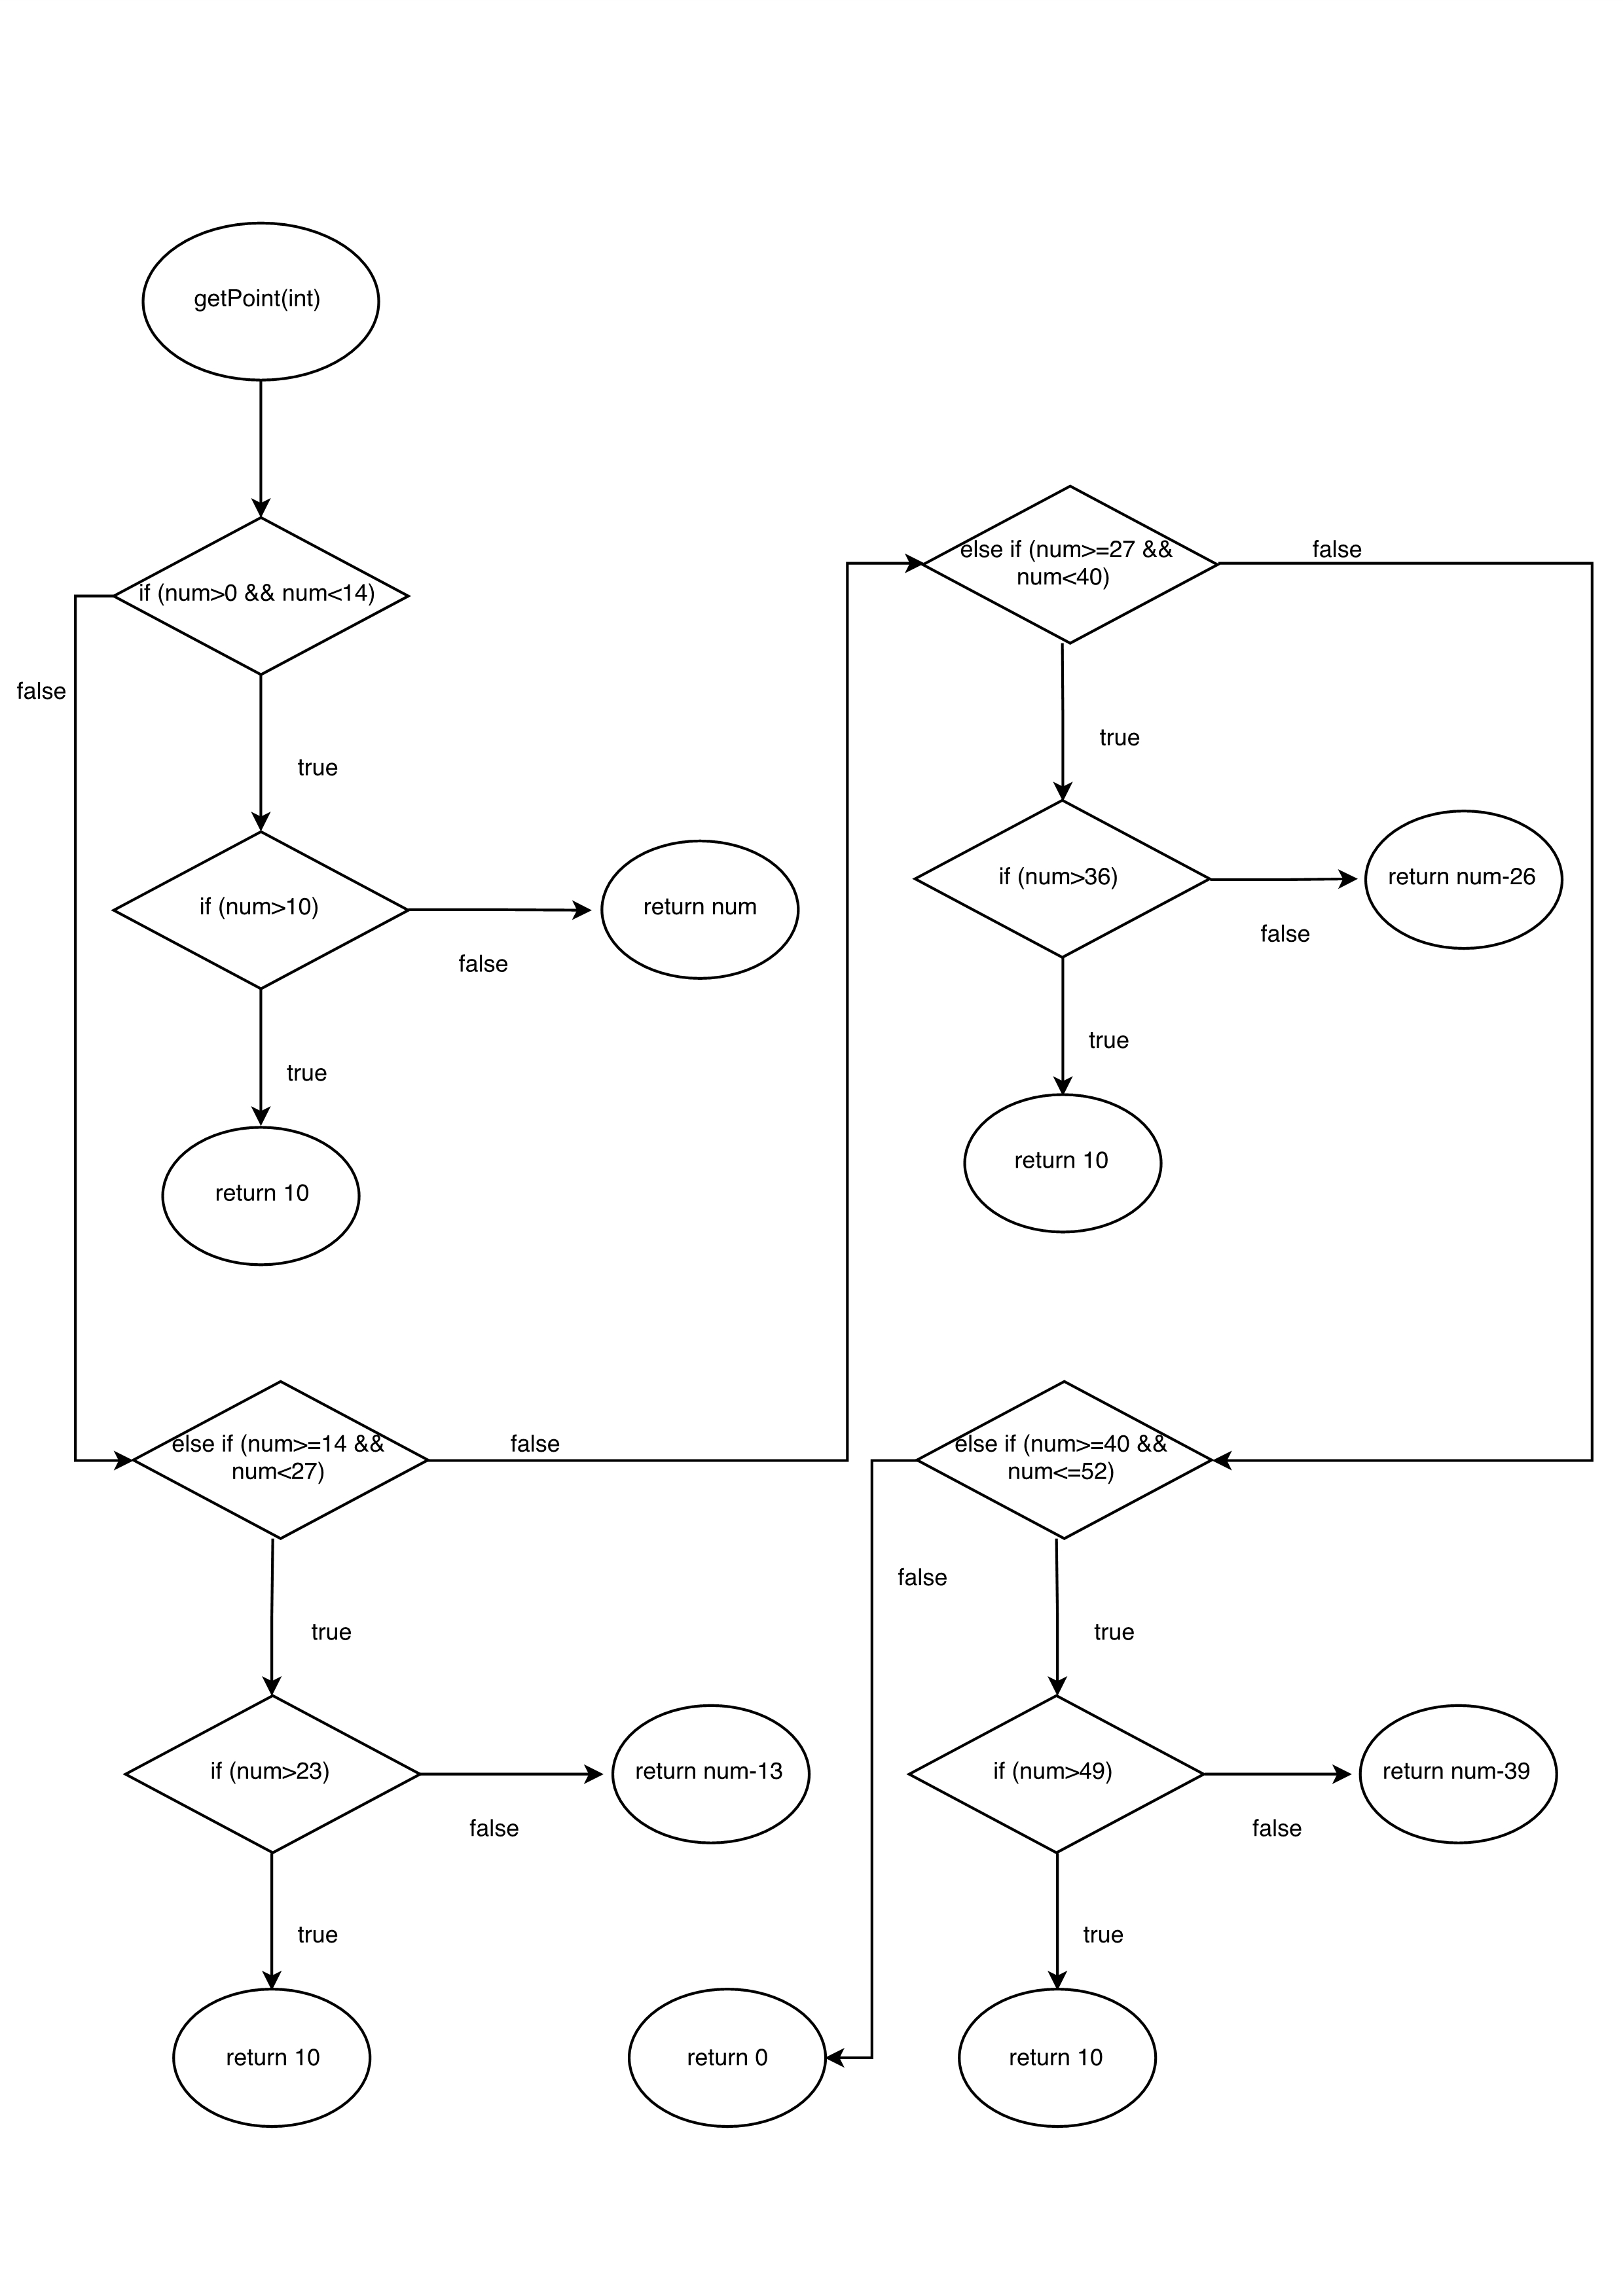 getPoint(int)
if (num>0 && num<14)
false
true
if (num>10)
return num
false
true
return 10
else if (num>=14 &&
num<27)
false
true
if (num>23)
return num-13
false
true
return 10
else if (num>=27 &&
num<40)
false
true
if (num>36)
return num-26
false
true
return 10
else if (num>=40 &&
num<=52)
false
true
if (num>49)
return num-39
false
true
return 10
return 0